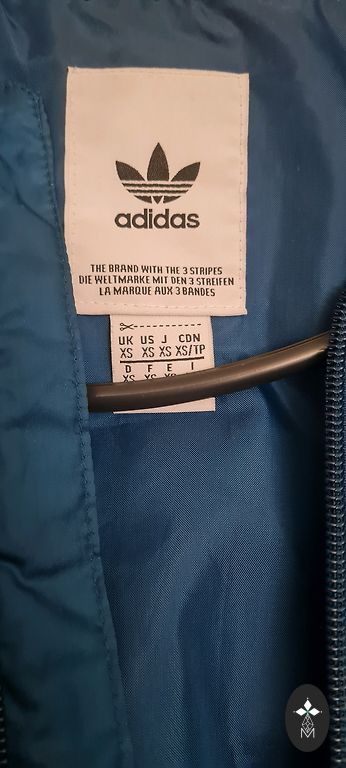 adidas
THE BRAND WITH THE 3 STRIPES
DIE WELTMARKE MIT DEN 3 STREIFEN
LA MARQUE AUX 3 BANDES
UK US J CDN
XS XS XS XS/TP
D F E I